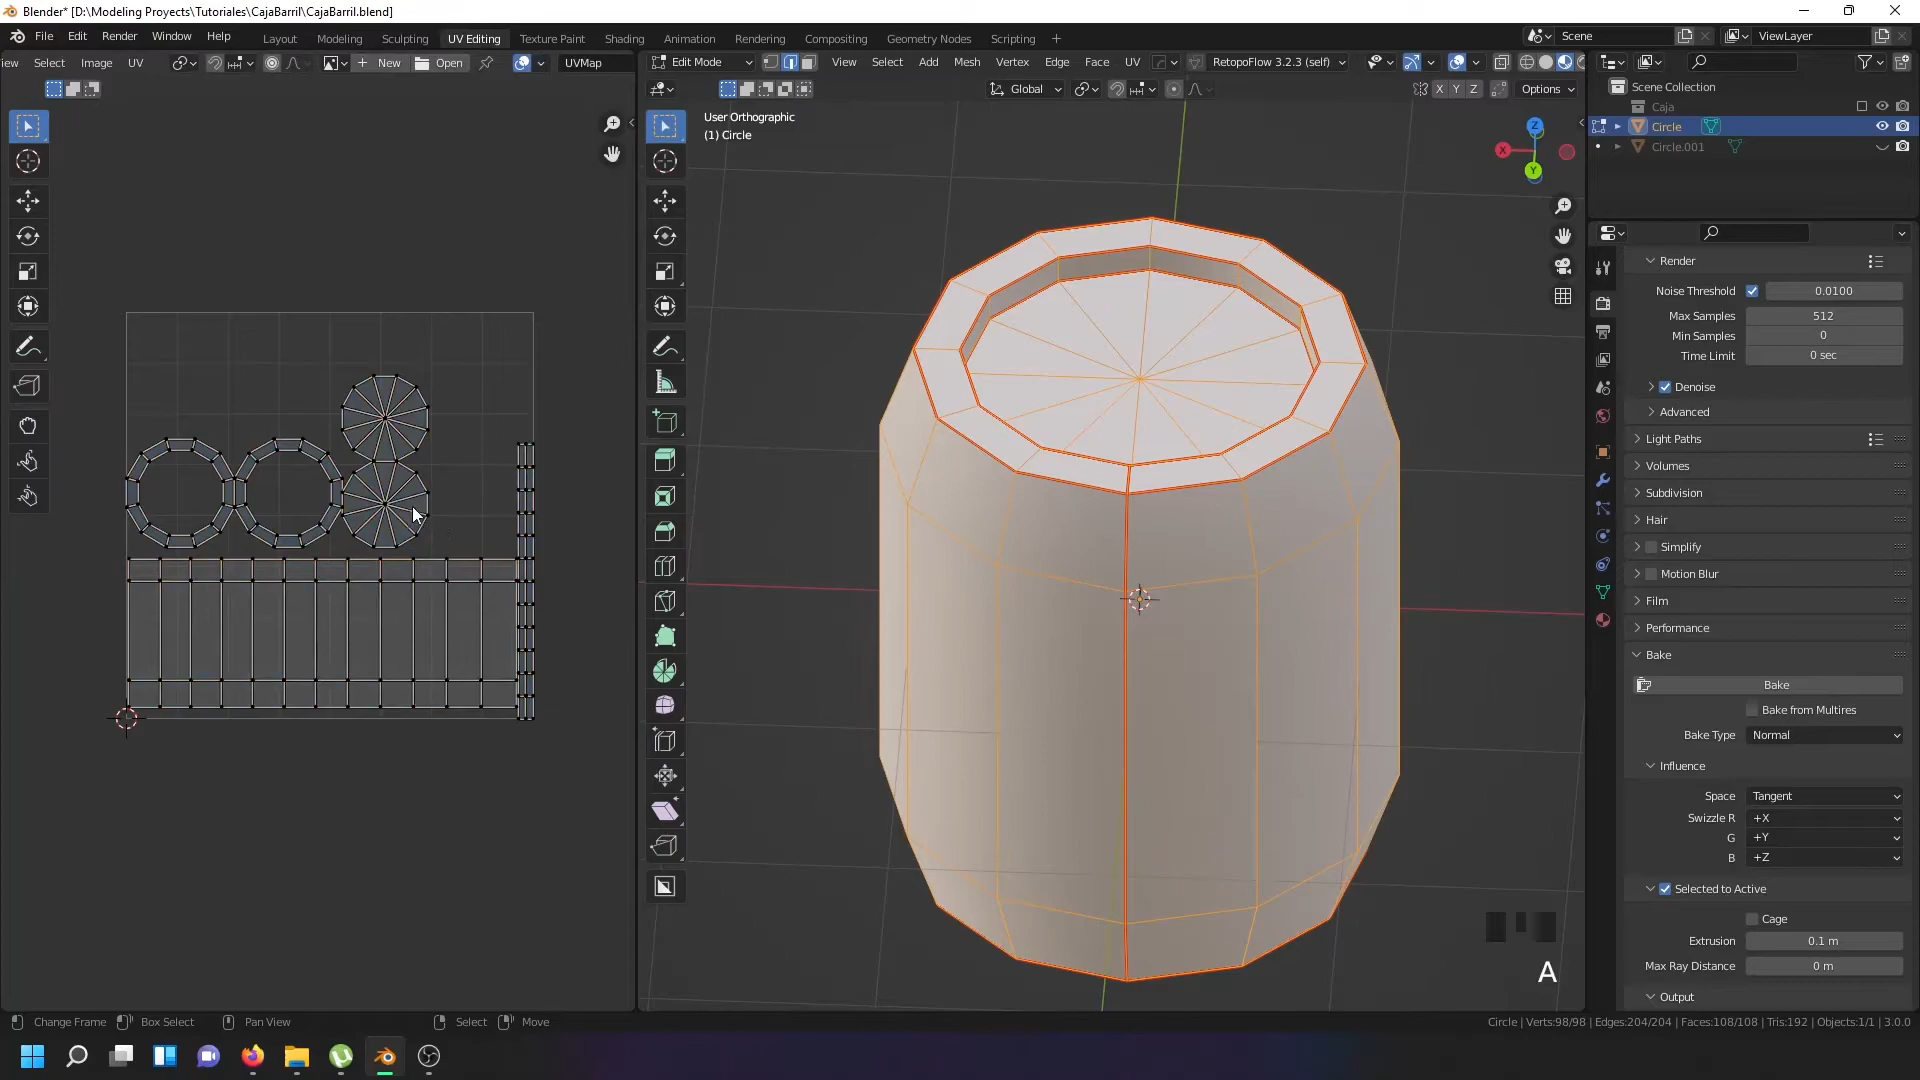 Blender* [D:\Modeling Proyects\Tutoriales\CajaBarril\CajaBarril.blend]
File Edit Render Window Help Layout Modeling Sculpting UV Editing Texture Paint Shading Animation Rendering Compositing Geometry Nodes Scripting + Scene ViewLayer
iew Select Image UV New Open UVMap Edit Mode View Select Add Mesh Vertex Edge Face UV RetopoFlow 3.2.3 (self)
Global X Y Z Options
User Orthographic
(1) Circle
Z
X
Y
Scene Collection
Caja
Circle
Circle.001
Render
Noise Threshold 0.0100
Max Samples 512
Min Samples 0
Time Limit 0 sec
Denoise
Advanced
Light Paths
Volumes
Subdivision
Hair
Simplify
Motion Blur
Film
Performance
Bake
Bake
Bake from Multires
Bake Type Normal
Influence
Space Tangent
Swizzle R +X
G +Y
B +Z
Selected to Active
Cage
Extrusion 0.1 m
Max Ray Distance 0 m
Output
A
Change Frame Box Select Pan View Select Move Circle | Verts:98/98 | Edges:204/204 | Faces:108/108 | Tris:192 | Objects:1/1 | 3.0.0